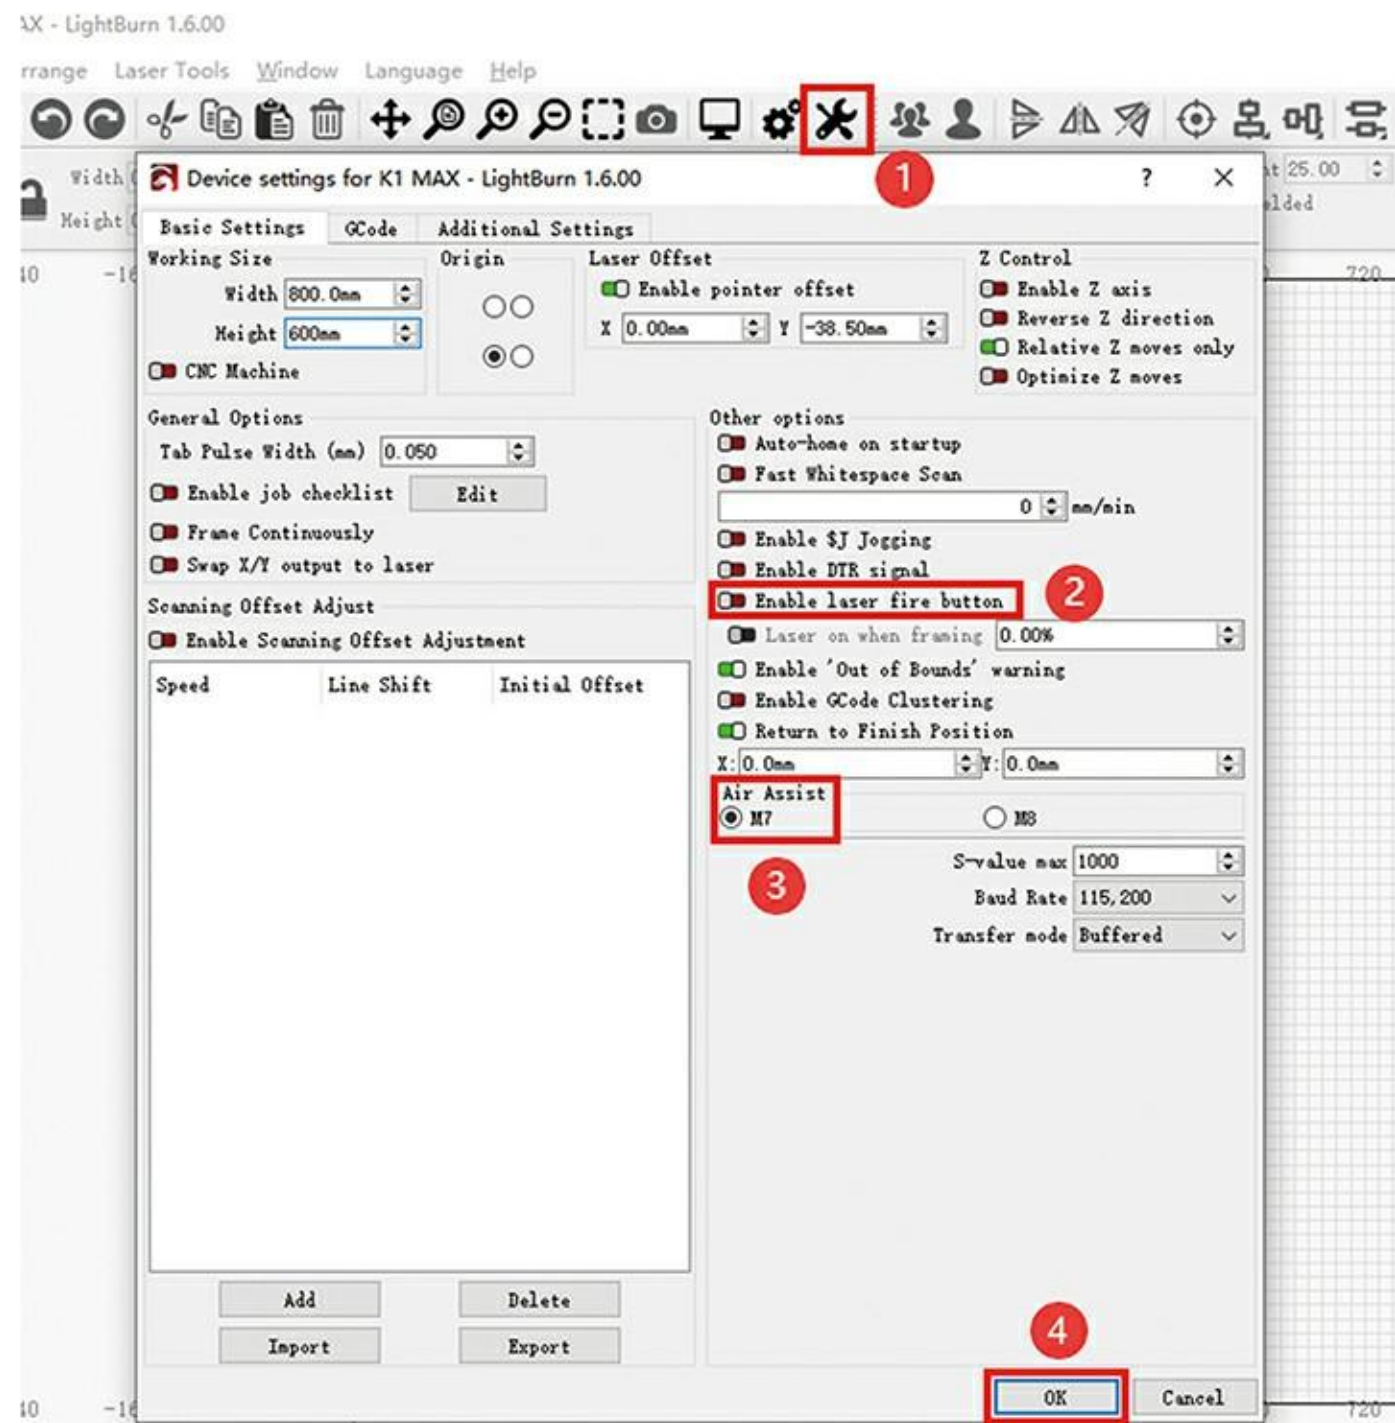 AX - LightBurn 1.6.00
rrange Laser Tools Window Language Help
1
Width
25.00
Height
Device settings for K1 MAX - LightBurn 1.6.00 ? ×
Basic Settings GCode Additional Settings
Working Size Origin Laser Offset Z Control
Width 800.0mm Enable pointer offset Enable Z axis
Height 600mm X 0.00mm Y -38.50mm Reverse Z direction
Relative Z moves only
CNC Machine Optimize Z moves
720
General Options Other options
Tab Pulse Width (mm) 0.050 Auto-home on startup
Fast Whitespace Scan
Enable job checklist Edit 0 mm/min
Frame Continuously Enable $J Jogging
Swap X/Y output to laser Enable DTR signal
Scanning Offset Adjust Enable laser fire button 2
Enable Scanning Offset Adjustment Laser on when framing 0.00%
Enable 'Out of Bounds' warning
Speed Line Shift Initial Offset Enable GCode Clustering
Return to Finish Position
X: 0.0mm Y: 0.0mm
Air Assist
M7 M8
3
S-value max 1000
Baud Rate 115,200
Transfer mode Buffered
Add Delete
Import Export
4
OK Cancel
720